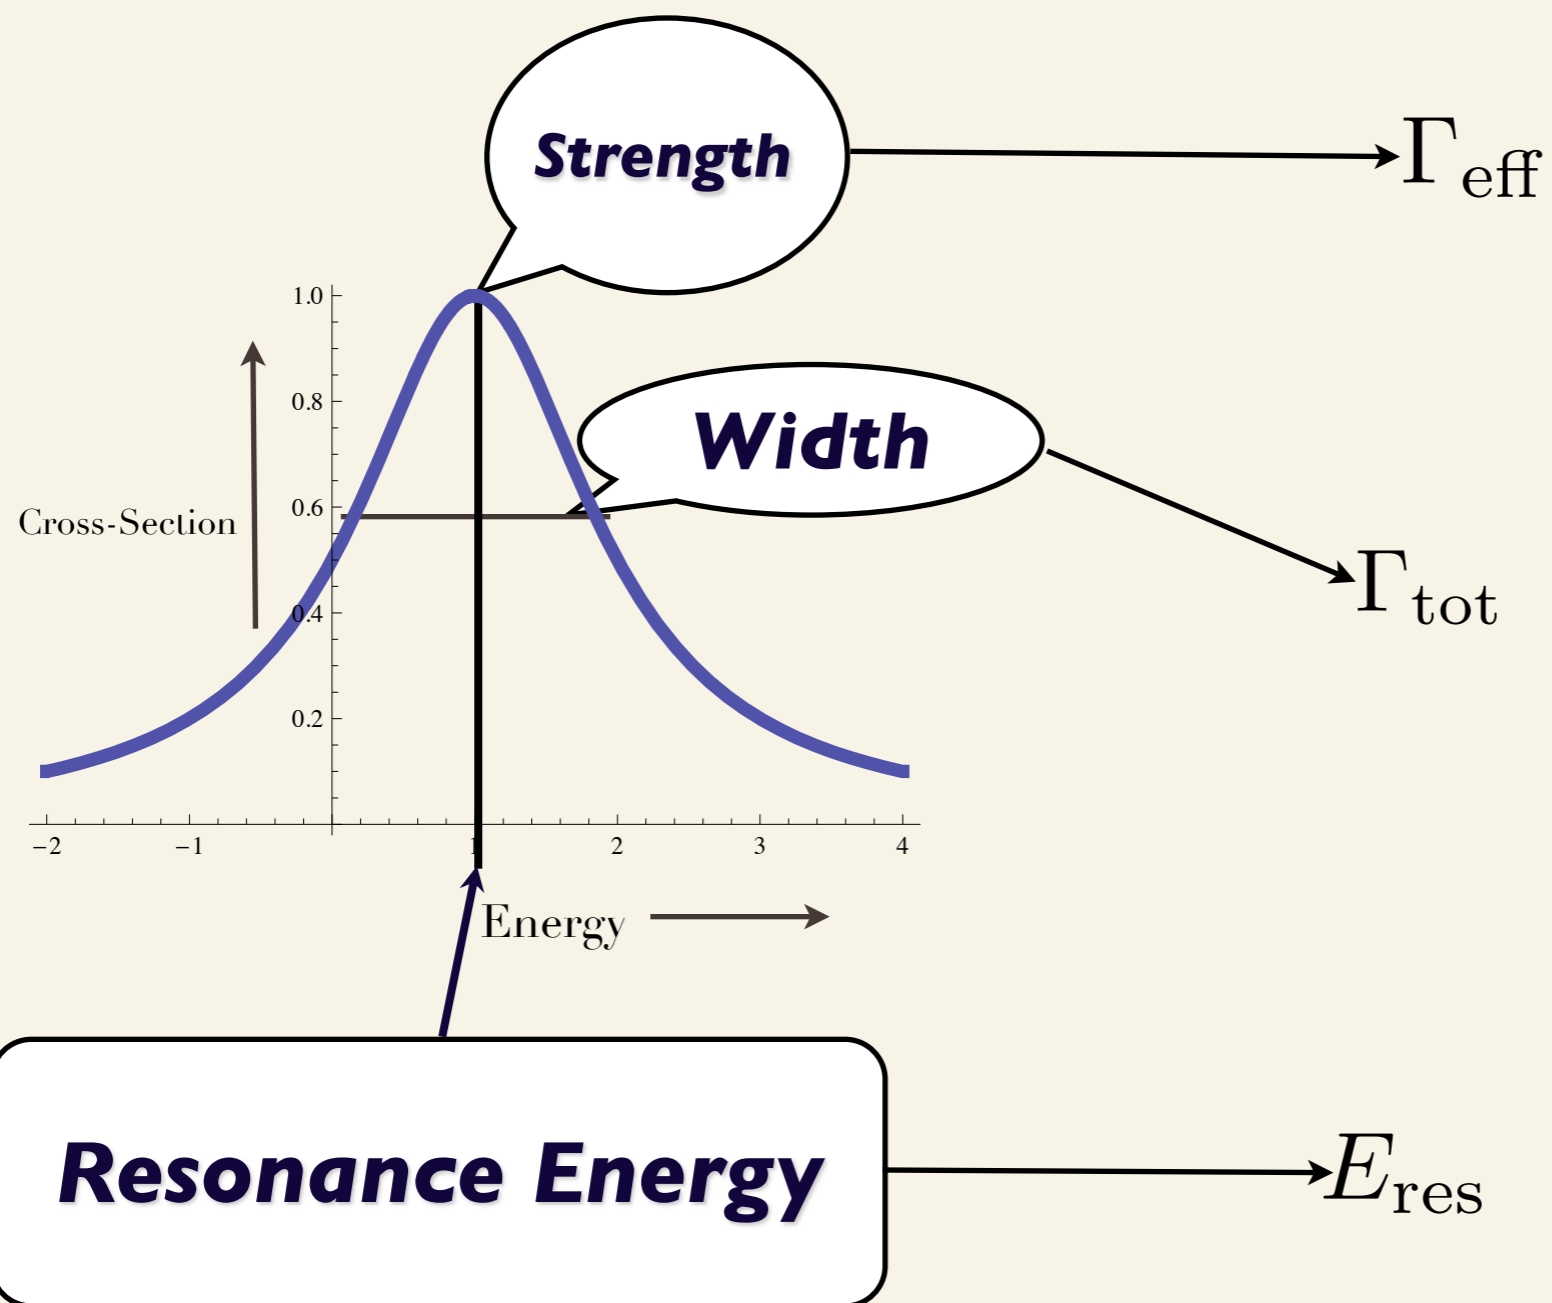 Strength
Γeff
1.0
0.8
Width
0.6
Cross-Section
Γtot
0.4
0.2
−2 −1 1 2 3 4
Energy
Resonance Energy
Eres